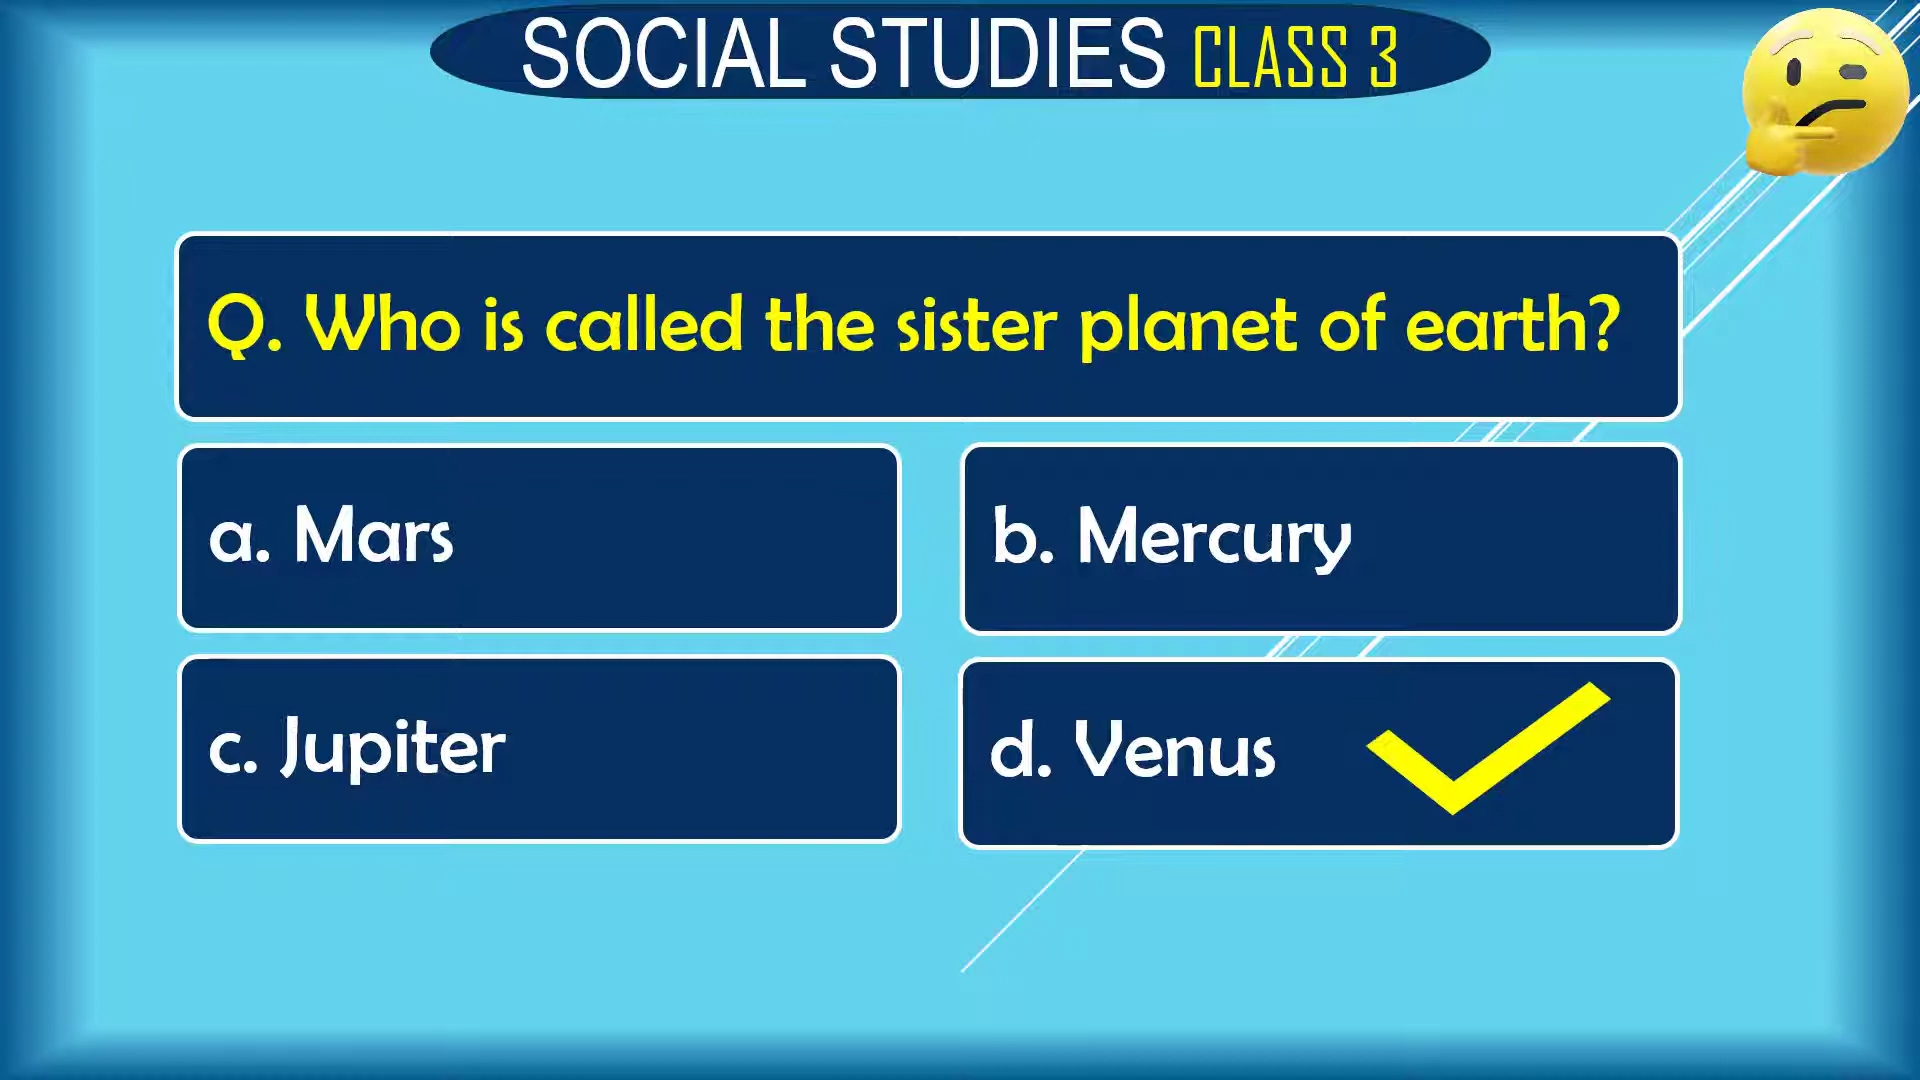 SOCIAL STUDIES CLASS 3
Q. Who is called the sister planet of earth?
a. Mars
b. Mercury
c. Jupiter
d. Venus